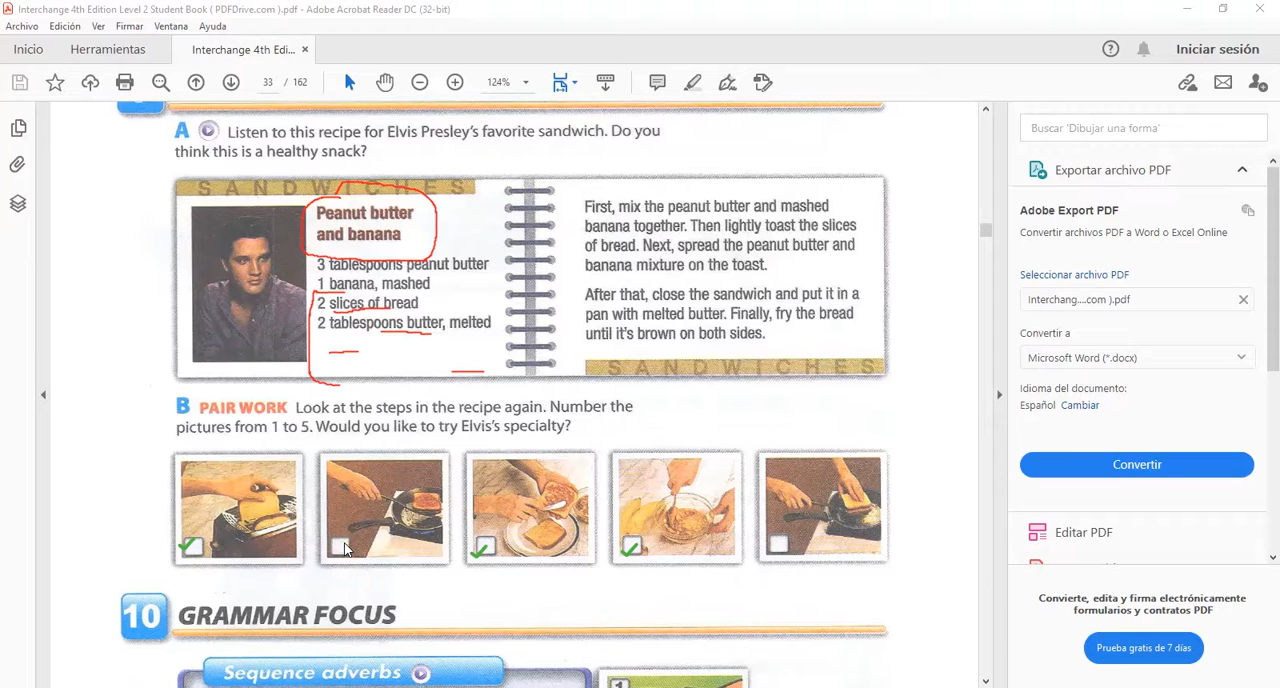 Interchange 4th Edition Level 2 Student Book ( PDFDrive.com ).pdf - Adobe Acrobat Reader DC (32-bit)
Archivo Edición Ver Firmar Ventana Ayuda
Inicio Herramientas Interchange 4th Edi... × Iniciar sesión
33 / 162 124%
A Listen to this recipe for Elvis Presley's favorite sandwich. Do you
think this is a healthy snack?
SANDWICHES
Peanut butter
and banana
3 tablespoons peanut butter
1 banana, mashed
2 slices of bread
2 tablespoons butter, melted
First, mix the peanut butter and mashed
banana together. Then lightly toast the slices
of bread. Next, spread the peanut butter and
banana mixture on the toast.
After that, close the sandwich and put it in a
pan with melted butter. Finally, fry the bread
until it's brown on both sides.
SANDWICHES
B PAIR WORK Look at the steps in the recipe again. Number the
pictures from 1 to 5. Would you like to try Elvis's specialty?
10 GRAMMAR FOCUS
Sequence adverbs
1
Buscar 'Dibujar una forma'
Exportar archivo PDF
Adobe Export PDF
Convertir archivos PDF a Word o Excel Online
Seleccionar archivo PDF
Interchang....com ).pdf
Convertir a
Microsoft Word (*.docx)
Idioma del documento:
Español Cambiar
Convertir
Editar PDF
Convierte, edita y firma electrónicamente
formularios y contratos PDF
Prueba gratis de 7 días